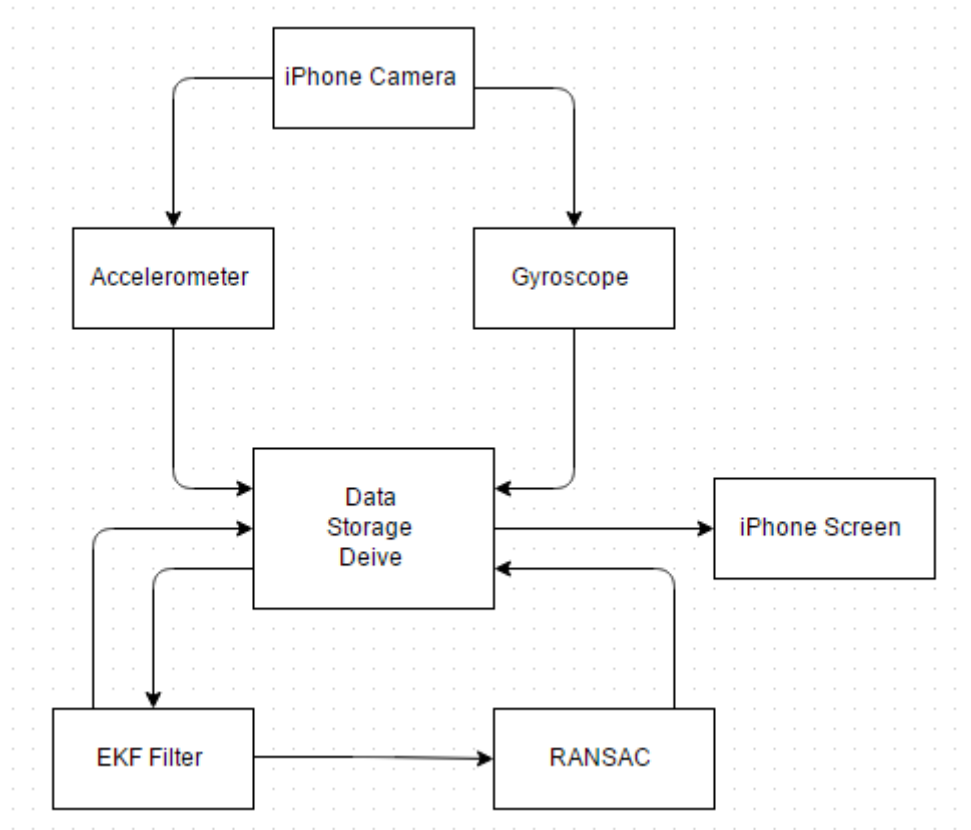 iPhone Camera
Accelerometer
Gyroscope
Data
Storage
Deive
iPhone Screen
EKF Filter
RANSAC